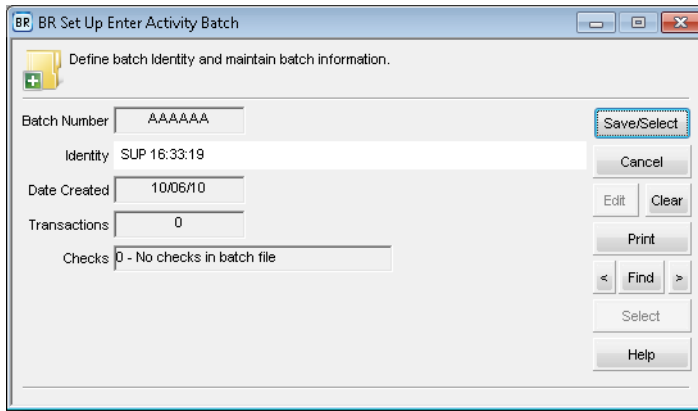 BR BR Set Up Enter Activity Batch
Define batch Identity and maintain batch information.
Batch Number AAAAAA
Identity SUP 16:33:19
Date Created 10/06/10
Transactions 0
Checks 0 - No checks in batch file
Save/Select
Cancel
Edit Clear
Print
< Find >
Select
Help